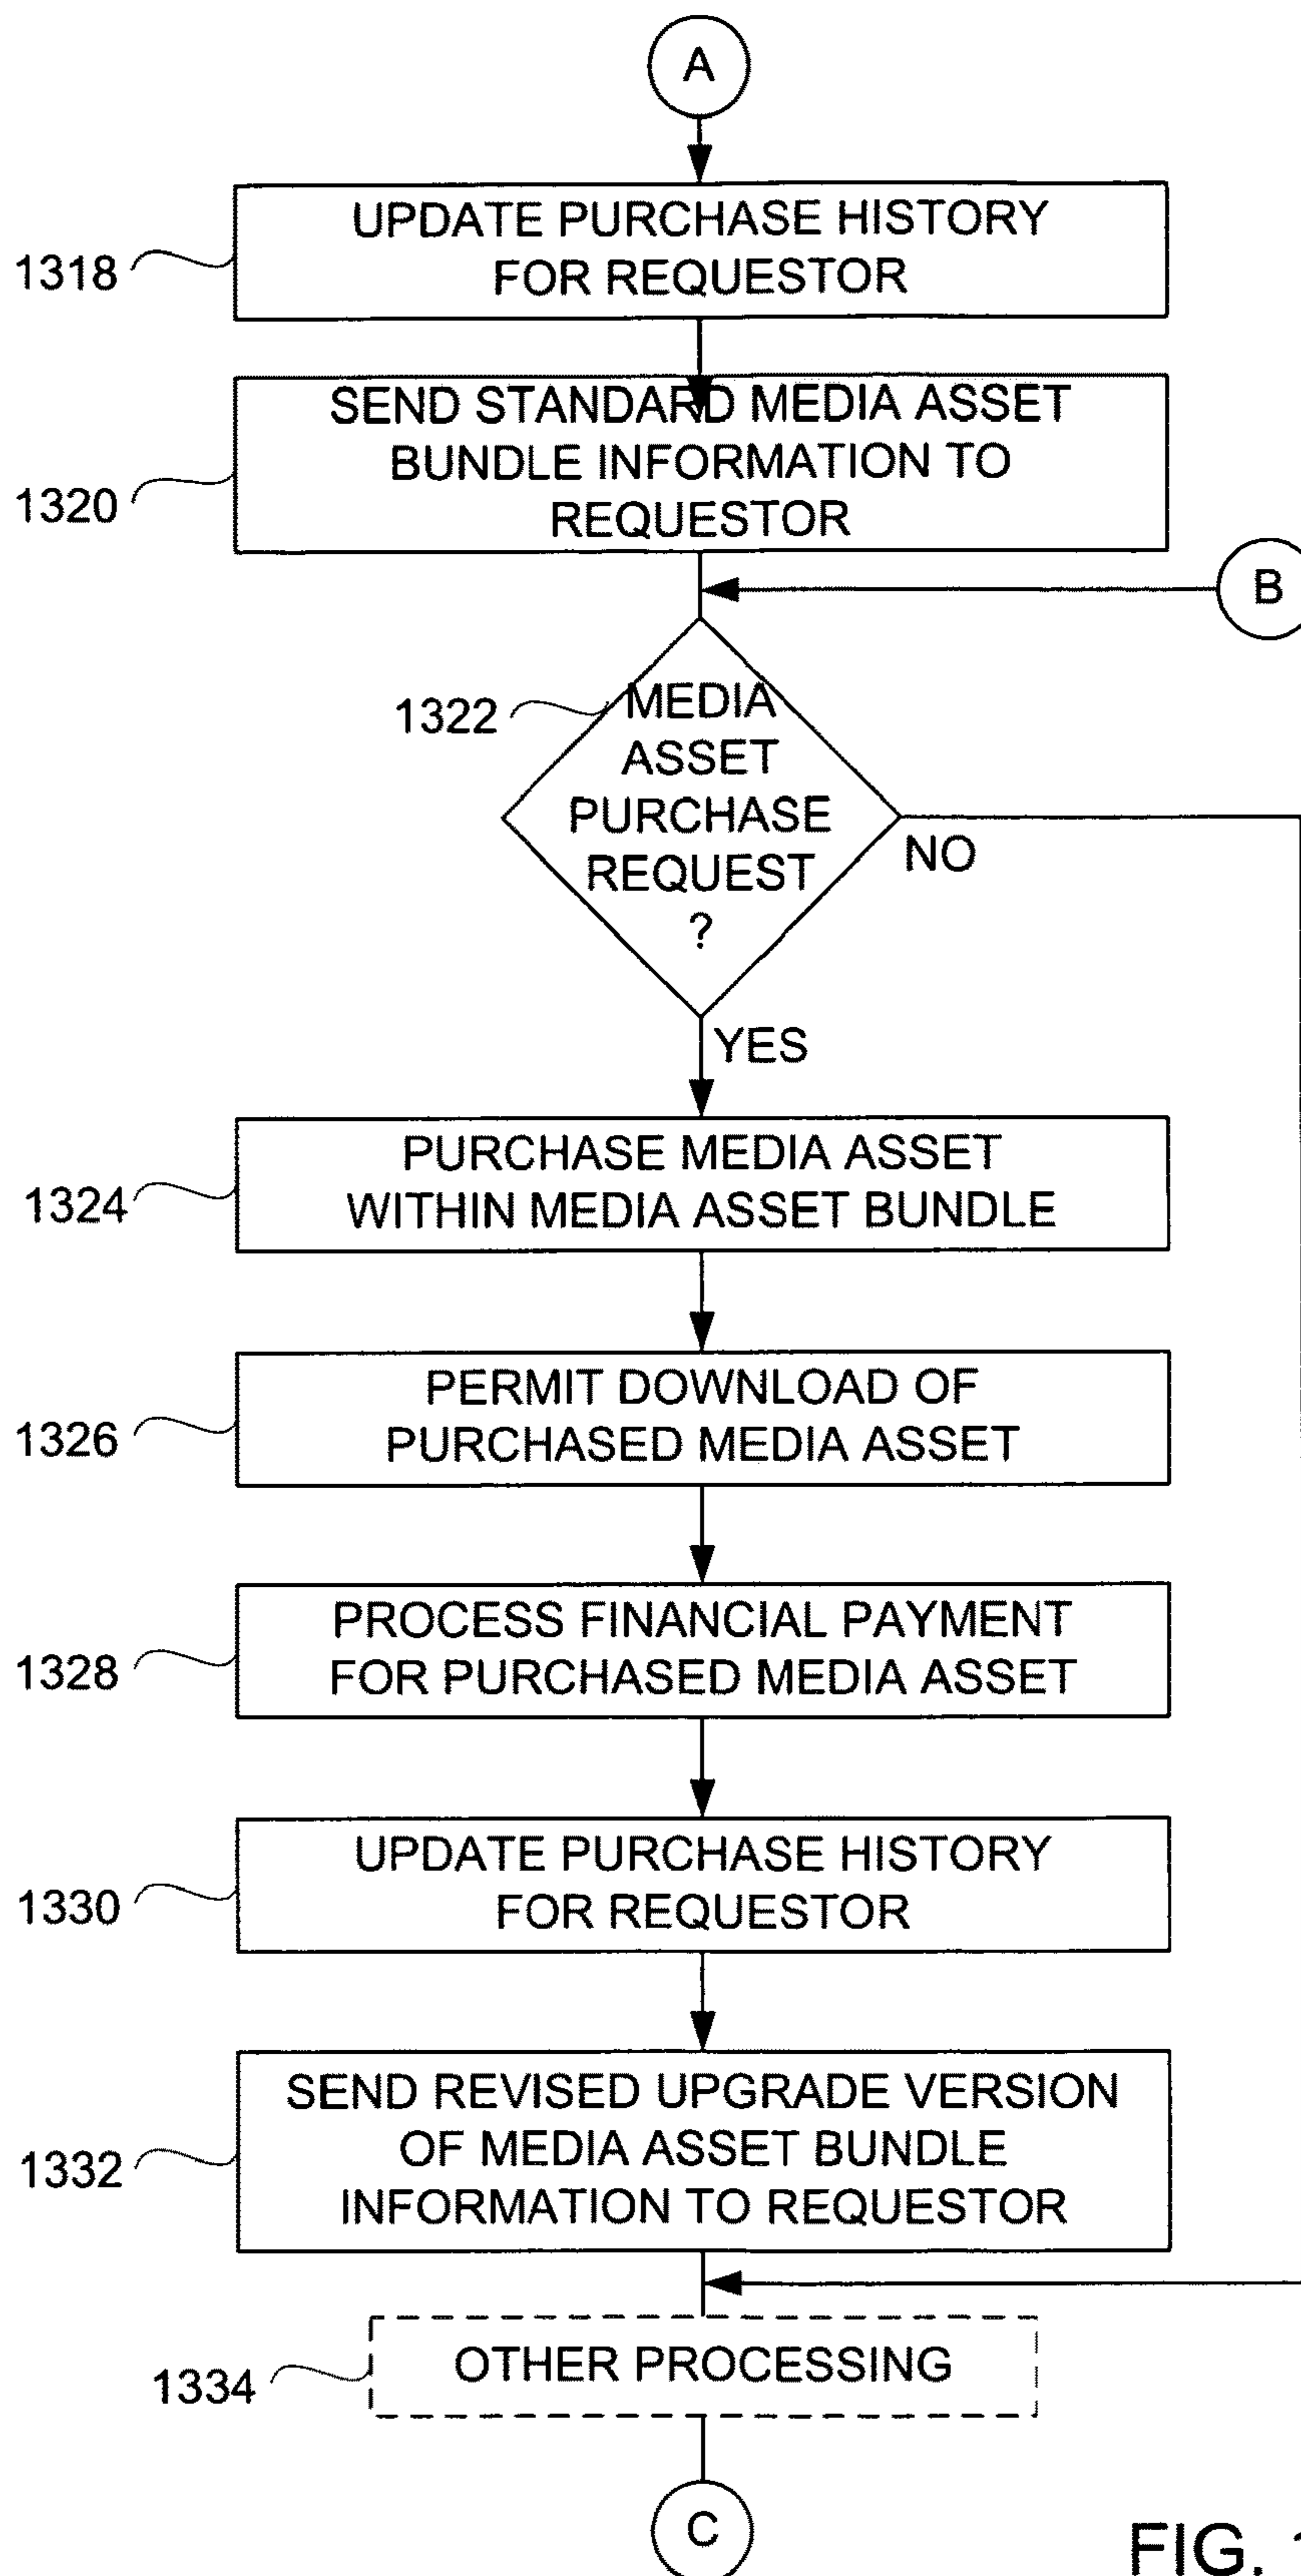 A
UPDATE PURCHASE HISTORY
FOR REQUESTOR
1318
SEND STANDARD MEDIA ASSET
BUNDLE INFORMATION TO
REQUESTOR
1320
B
1322
MEDIA
ASSET
PURCHASE
REQUEST
?
NO
YES
PURCHASE MEDIA ASSET
WITHIN MEDIA ASSET BUNDLE
1324
PERMIT DOWNLOAD OF
PURCHASED MEDIA ASSET
1326
PROCESS FINANCIAL PAYMENT
FOR PURCHASED MEDIA ASSET
1328
UPDATE PURCHASE HISTORY
FOR REQUESTOR
1330
SEND REVISED UPGRADE VERSION
OF MEDIA ASSET BUNDLE
INFORMATION TO REQUESTOR
1332
OTHER PROCESSING
1334
C
FIG.